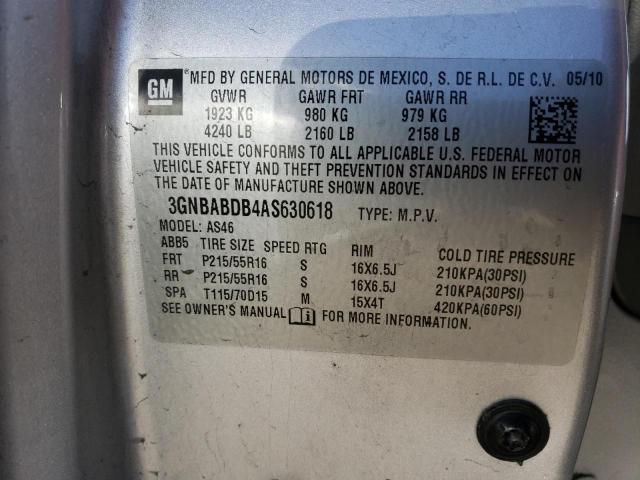 GM ® MFD BY GENERAL MOTORS DE MEXICO, S. DE R.L. DE C.V. 05/10
GVWR GAWR FRT GAWR RR
1923 KG 980 KG 979 KG
4240 LB 2160 LB 2158 LB
THIS VEHICLE CONFORMS TO ALL APPLICABLE U.S. FEDERAL MOTOR
VEHICLE SAFETY AND THEFT PREVENTION STANDARDS IN EFFECT ON
THE DATE OF MANUFACTURE SHOWN ABOVE.
3GNBABDB4AS630618 TYPE: M.P.V.
MODEL: AS46
ABB5 TIRE SIZE SPEED RTG RIM COLD TIRE PRESSURE
FRT P215/55R16 S 16X6.5J 210KPA(30PSI)
RR P215/55R16 S 16X6.5J 210KPA(30PSI)
SPA T115/70D15 M 15X4T 420KPA(60PSI)
SEE OWNER'S MANUAL FOR MORE INFORMATION.